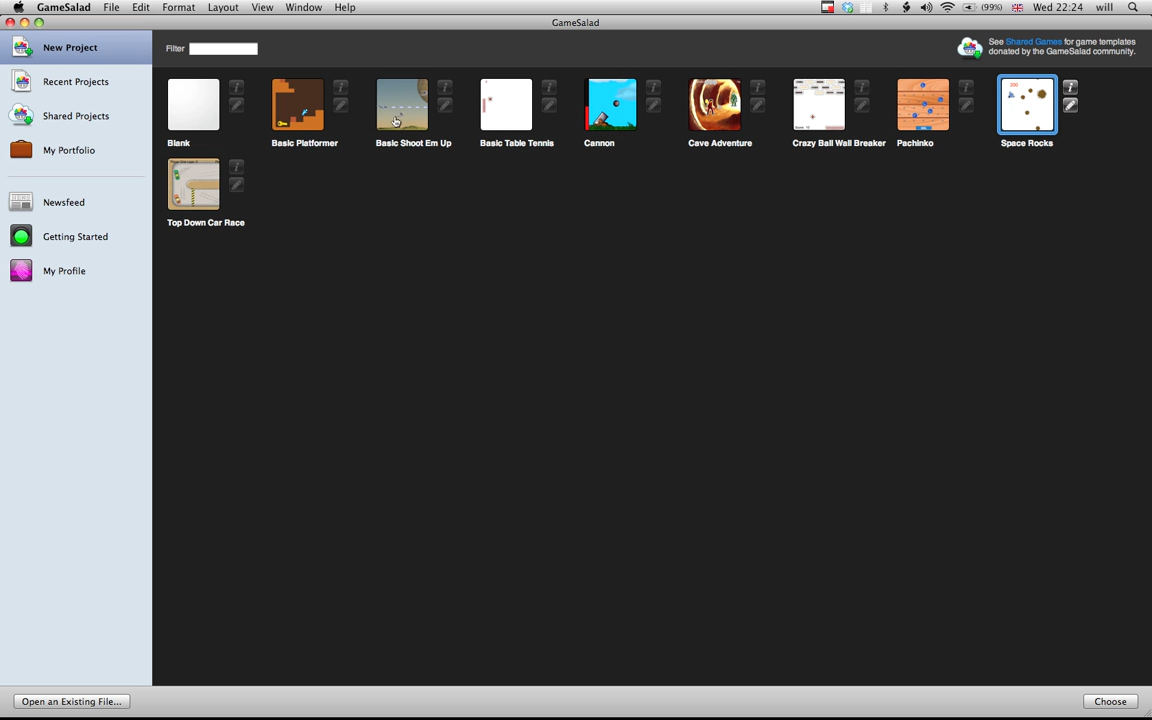 GameSalad File Edit Format Layout View Window Help (99%) Wed 22:24 will
GameSalad
New Project
Recent Projects
Shared Projects
My Portfolio
Newsfeed
Getting Started
My Profile
Filter
See Shared Games for game templates
donated by the GameSalad community.
Blank
Basic Platformer
Basic Shoot Em Up
Basic Table Tennis
Cannon
Cave Adventure
Crazy Ball Wall Breaker
Pachinko
200
Space Rocks
Top Down Car Race
Open an Existing File...
Choose